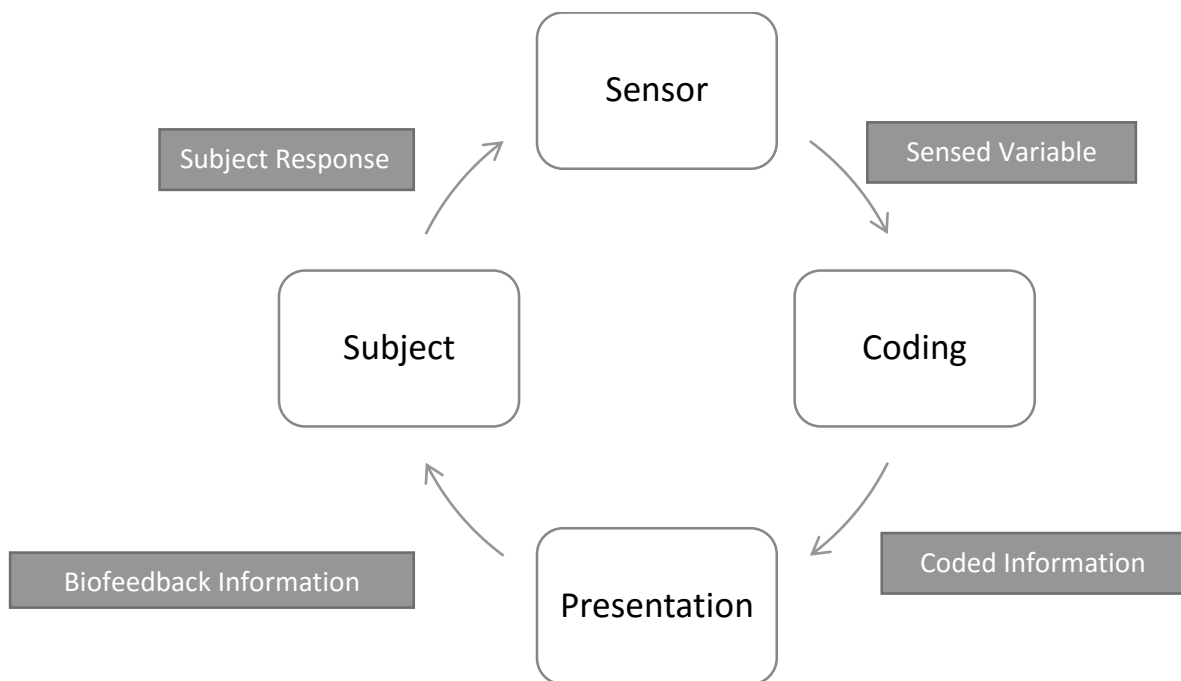 Sensor
Subject Response
Sensed Variable
Subject
Coding
Biofeedback Information
Coded Information
Presentation